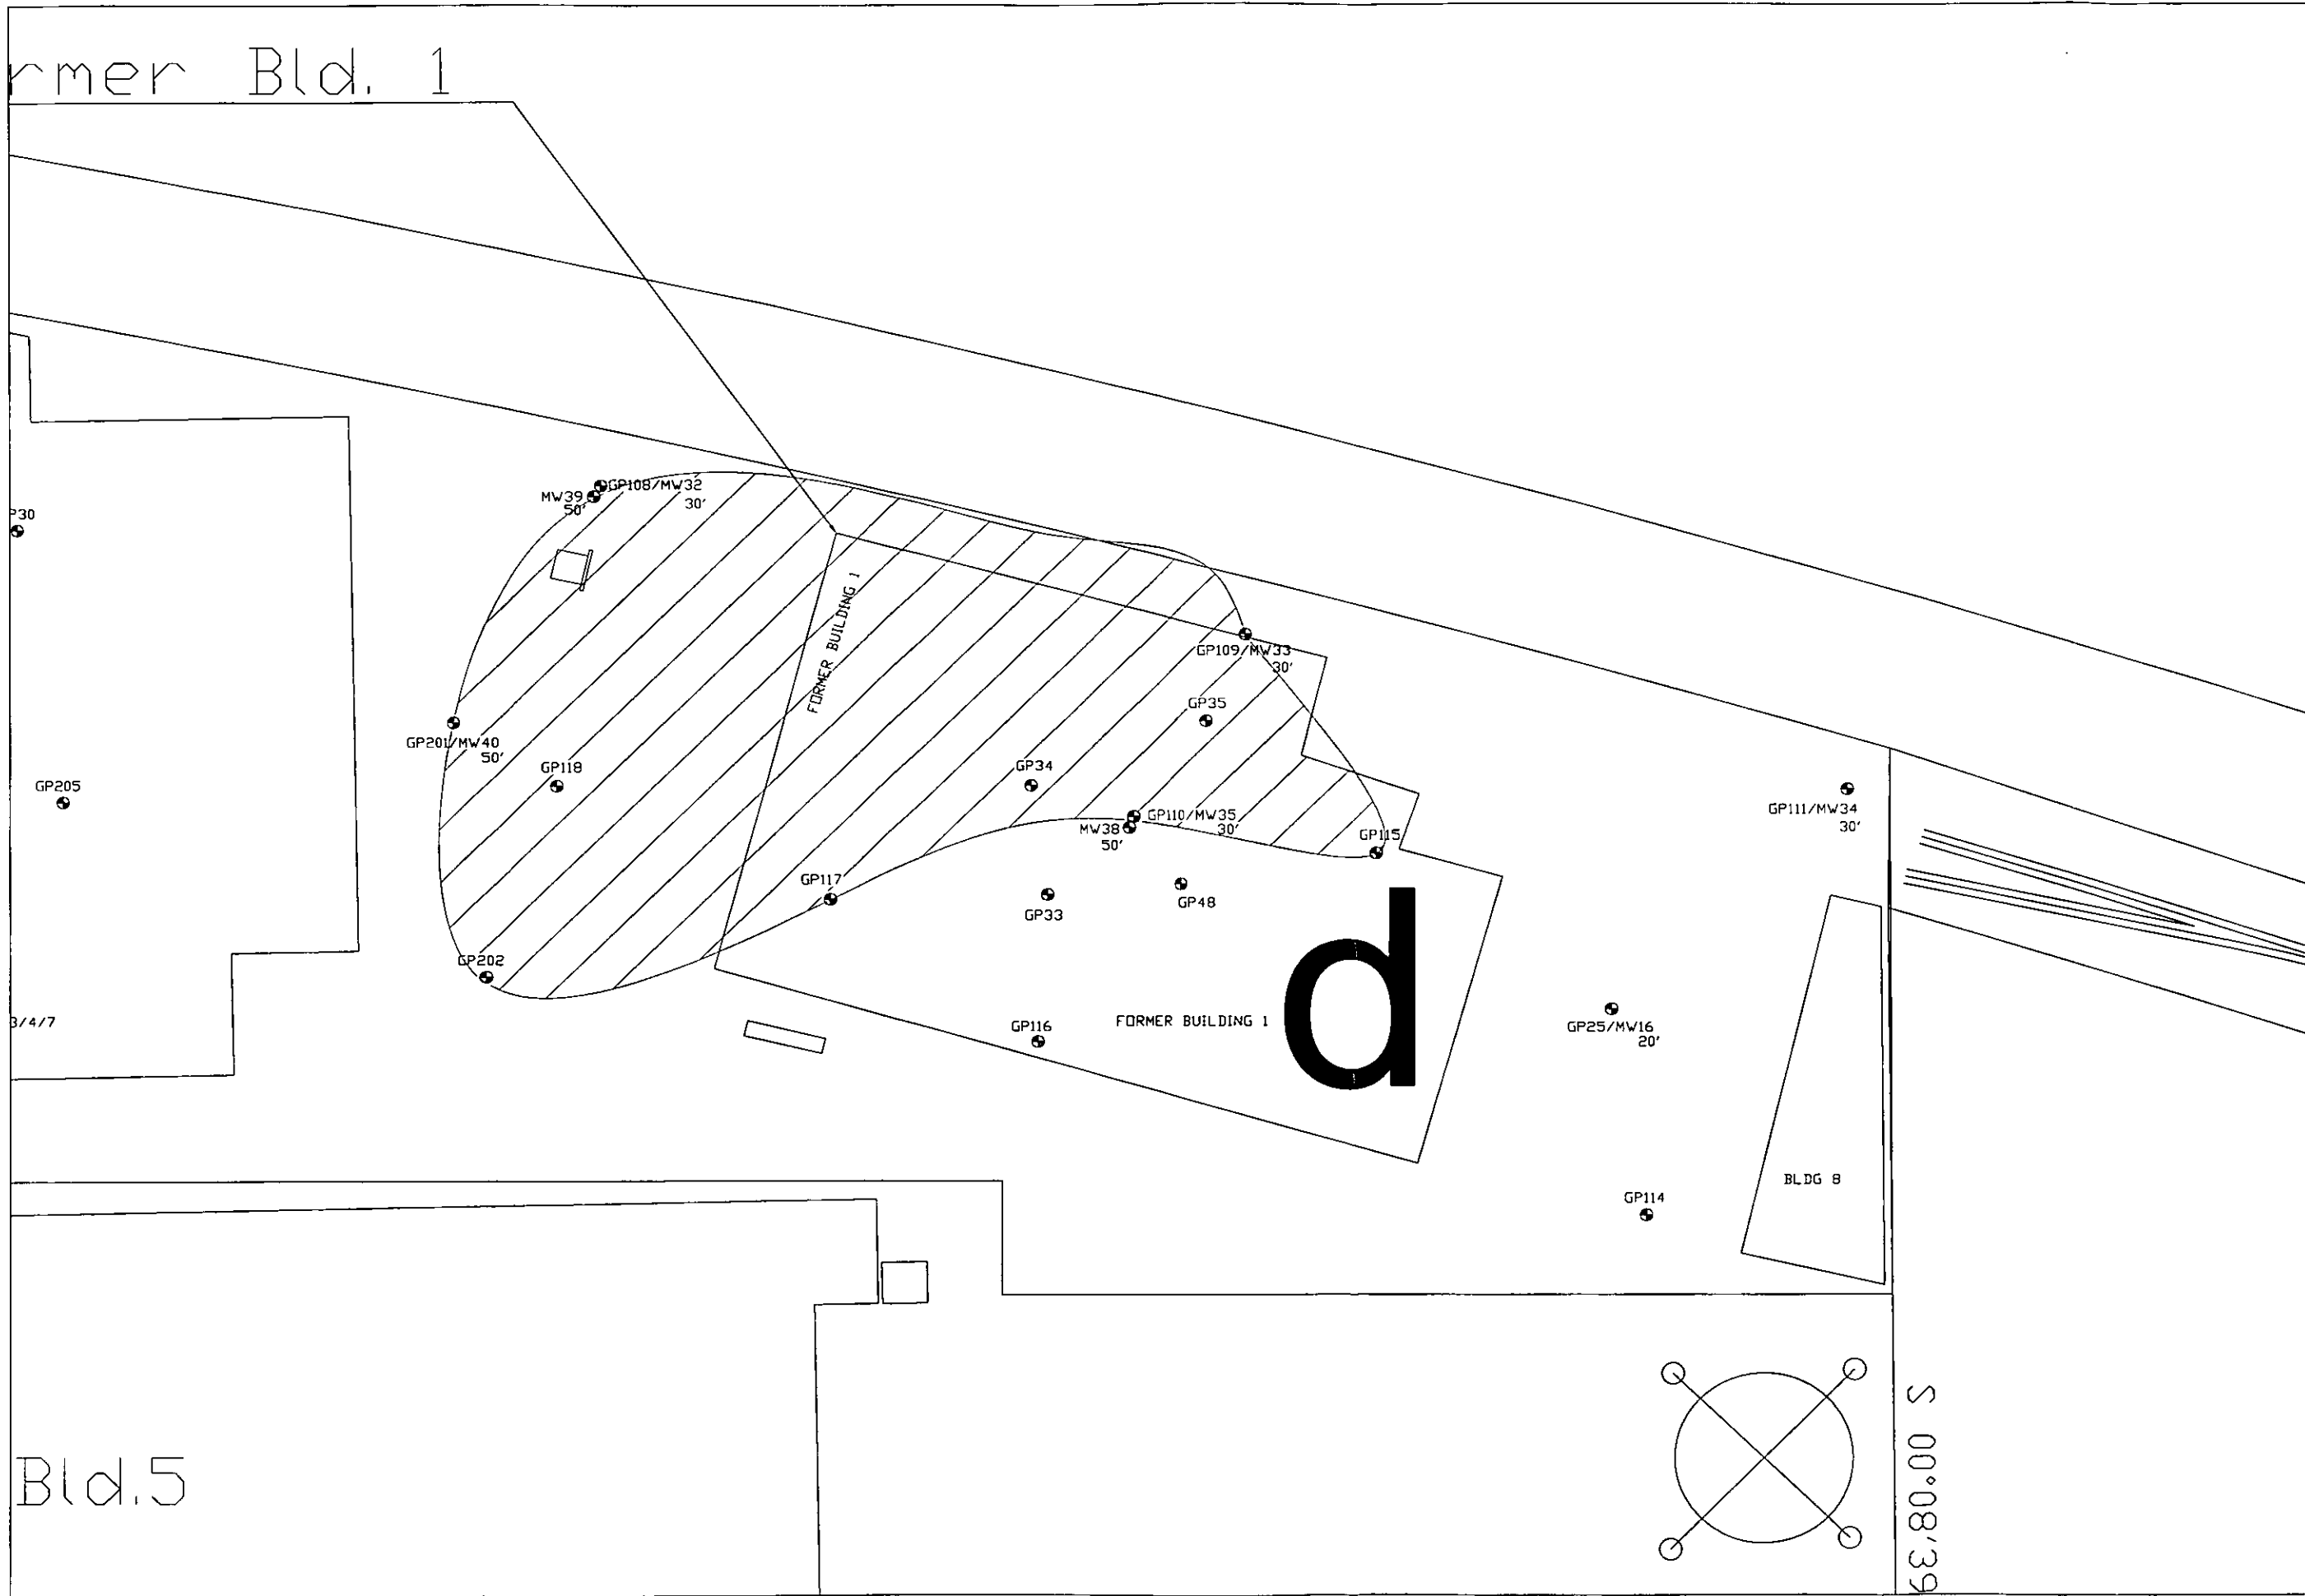 rmer Bld. 1
GP108/MW32
30'
MW39
50'
P30
FORMER BUILDING 1
GP109/MW33
30'
GP35
GP201/MW40
50'
GP118
GP34
GP205
GP111/MW34
30'
GP110/MW35
30'
MW38
50'
GP115
GP117
GP33
GP48
d
GP202
3/4/7
GP116
FORMER BUILDING 1
GP25/MW16
20'
BLDG 8
GP114
Bld.5
S 00°08'39